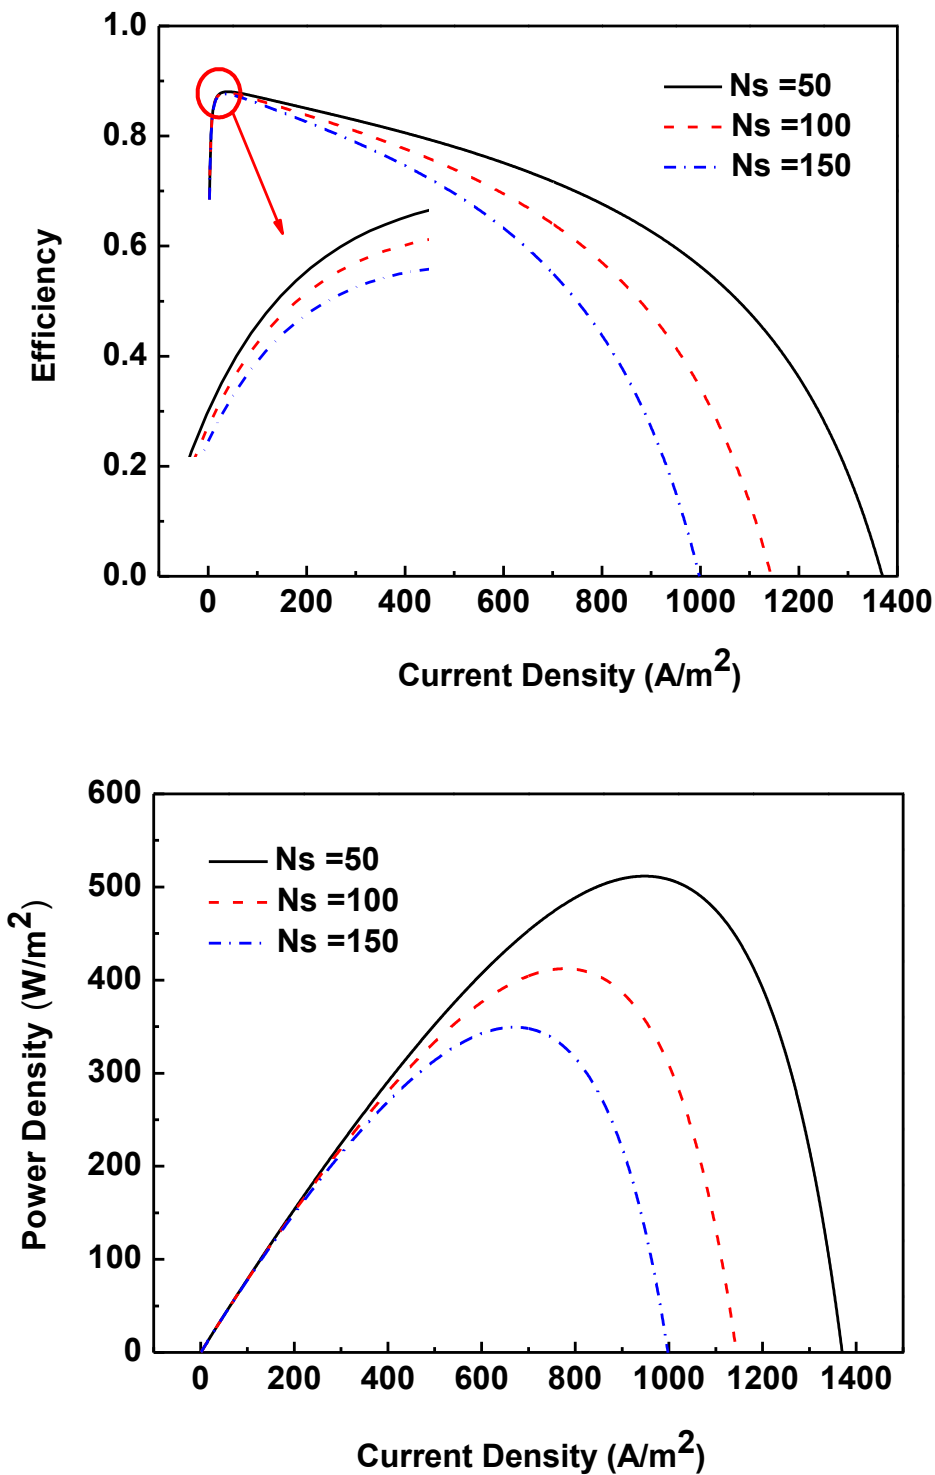 1.0
0.8
0.6
0.4
0.2
0.0
Efficiency
Ns =50
Ns =100
Ns =150
0 200 400 600 800 1000 1200 1400
Current Density (A/m²)
600
500
400
300
200
100
0
Power Density (W/m²)
Ns =50
Ns =100
Ns =150
0 200 400 600 800 1000 1200 1400
Current Density (A/m²)